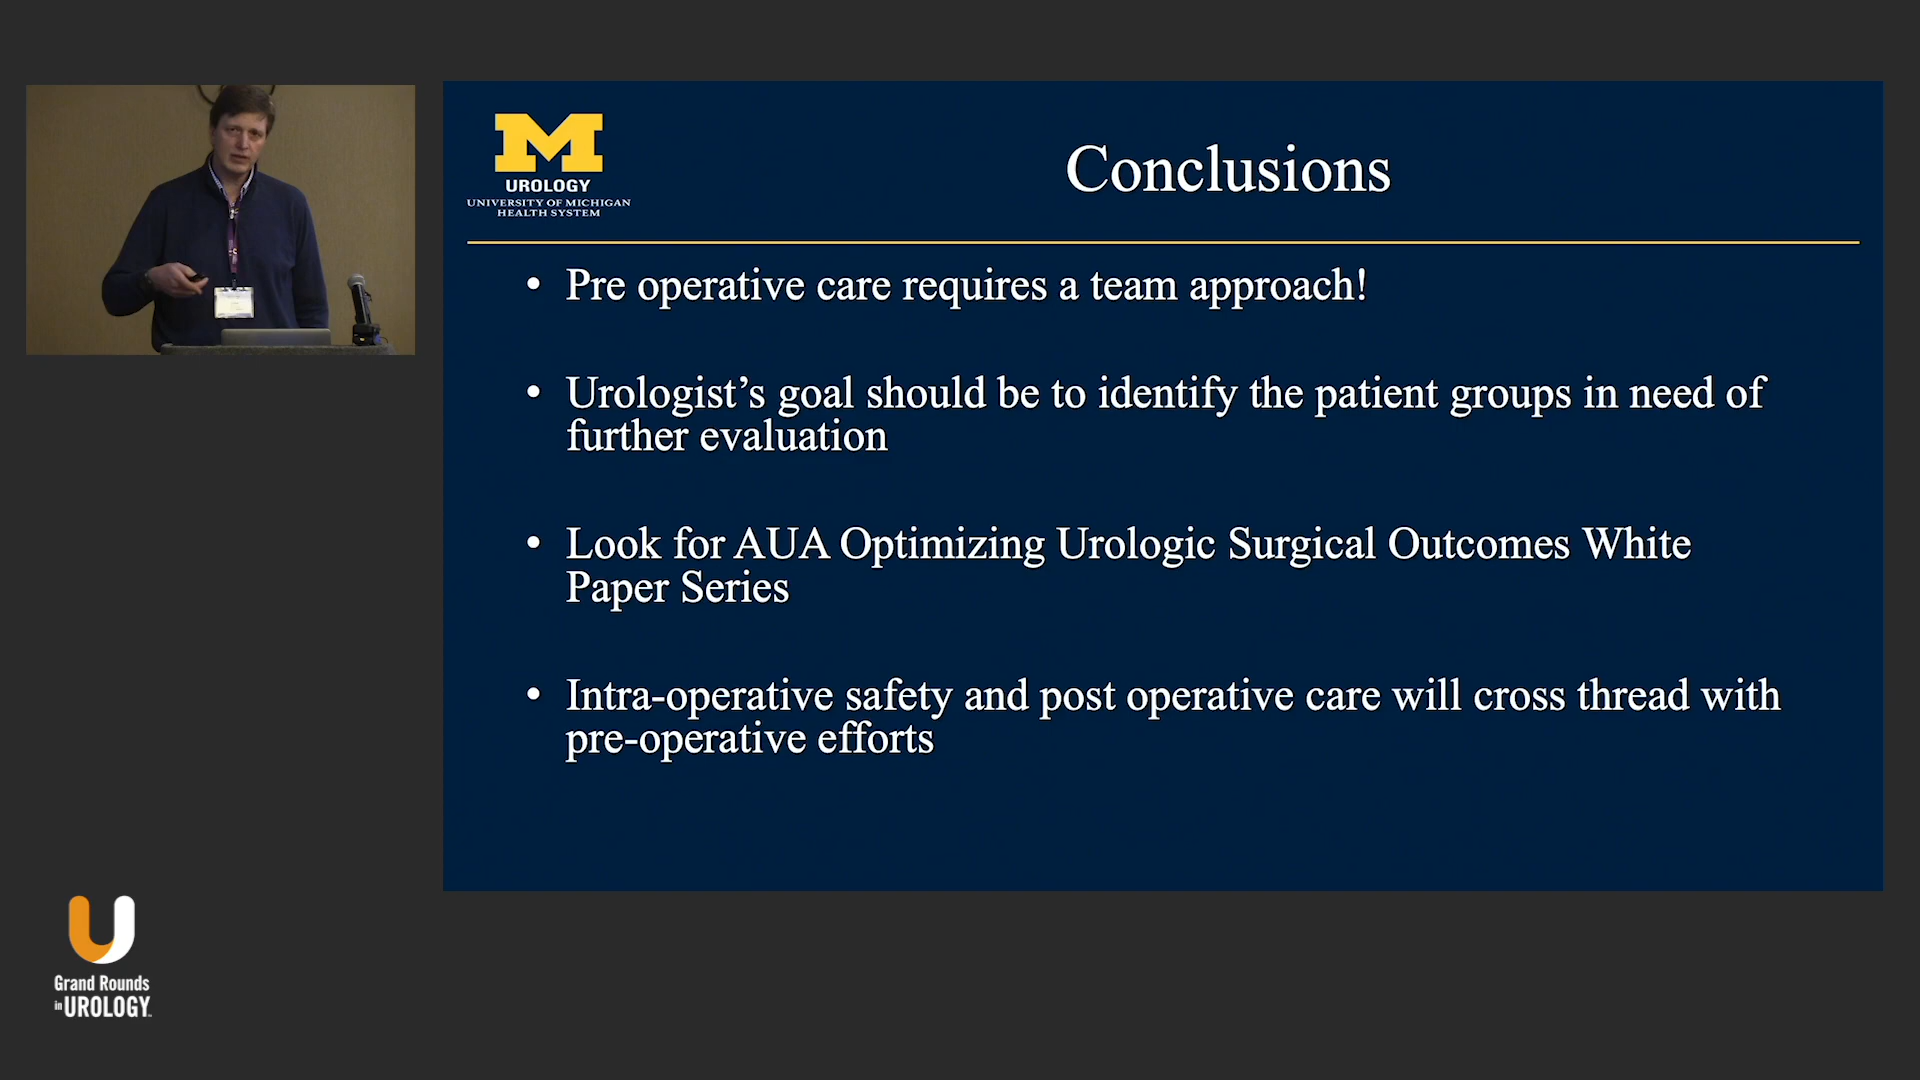 UROLOGY
UNIVERSITY OF MICHIGAN
HEALTH SYSTEM
Conclusions
• Pre operative care requires a team approach!
• Urologist’s goal should be to identify the patient groups in need of
further evaluation
• Look for AUA Optimizing Urologic Surgical Outcomes White
Paper Series
• Intra-operative safety and post operative care will cross thread with
pre-operative efforts
Grand Rounds
in UROLOGY